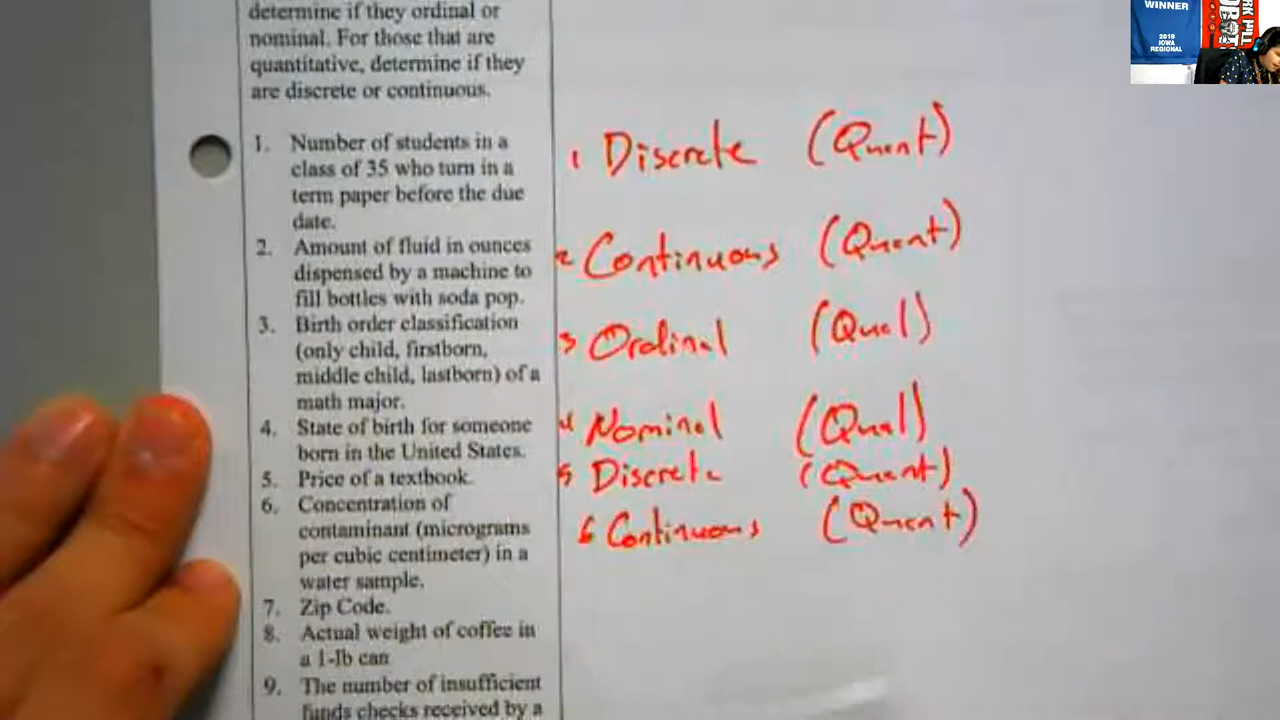 determine if they ordinal or
nominal. For those that are
quantitative, determine if they
are discrete or continuous.
1. Number of students in a
class of 35 who turn in a
term paper before the due
date.
2. Amount of fluid in ounces
dispensed by a machine to
fill bottles with soda pop.
3. Birth order classification
(only child, firstborn,
middle child, lastborn) of a
math major.
4. State of birth for someone
born in the United States.
5. Price of a textbook.
6. Concentration of
contaminant (micrograms
per cubic centimeter) in a
water sample.
7. Zip Code.
8. Actual weight of coffee in
a 1-lb can
9. The number of insufficient
funds checks received by a
1 Discrete (Quant)
2 Continuous (Quant)
3 Ordinal (Qual)
4 Nominal (Qual)
5 Discrete (Quant)
6 Continuous (Quant)
WINNER
2019
IOWA
REGIONAL